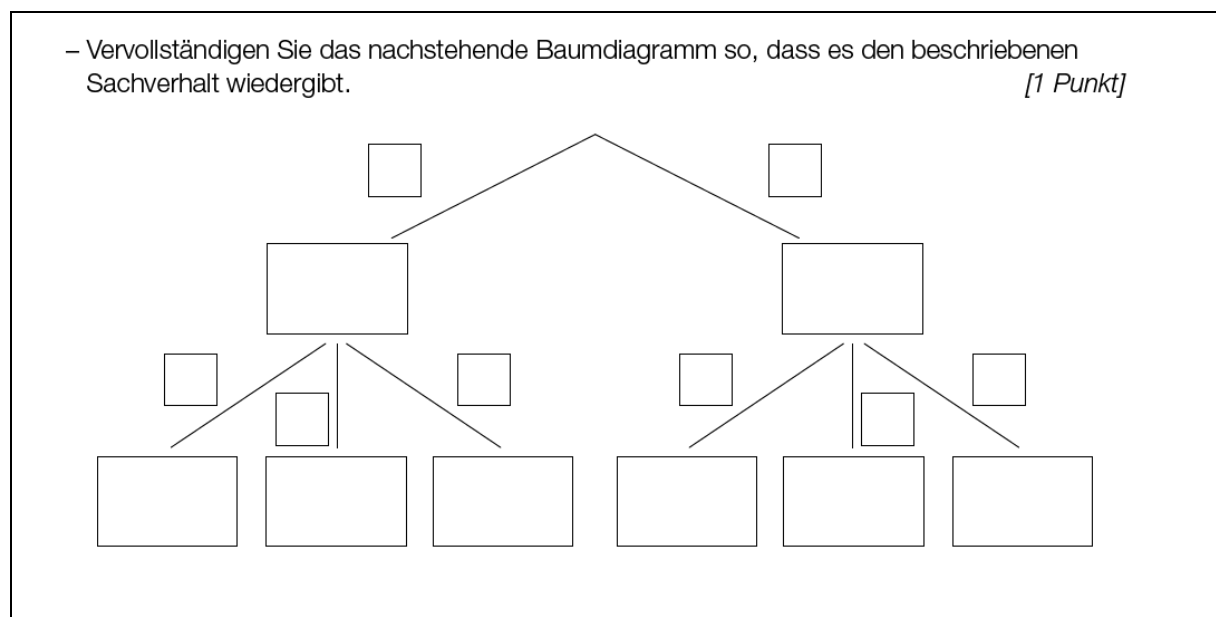 – Vervollständigen Sie das nachstehende Baumdiagramm so, dass es den beschriebenen
Sachverhalt wiedergibt. [1 Punkt]